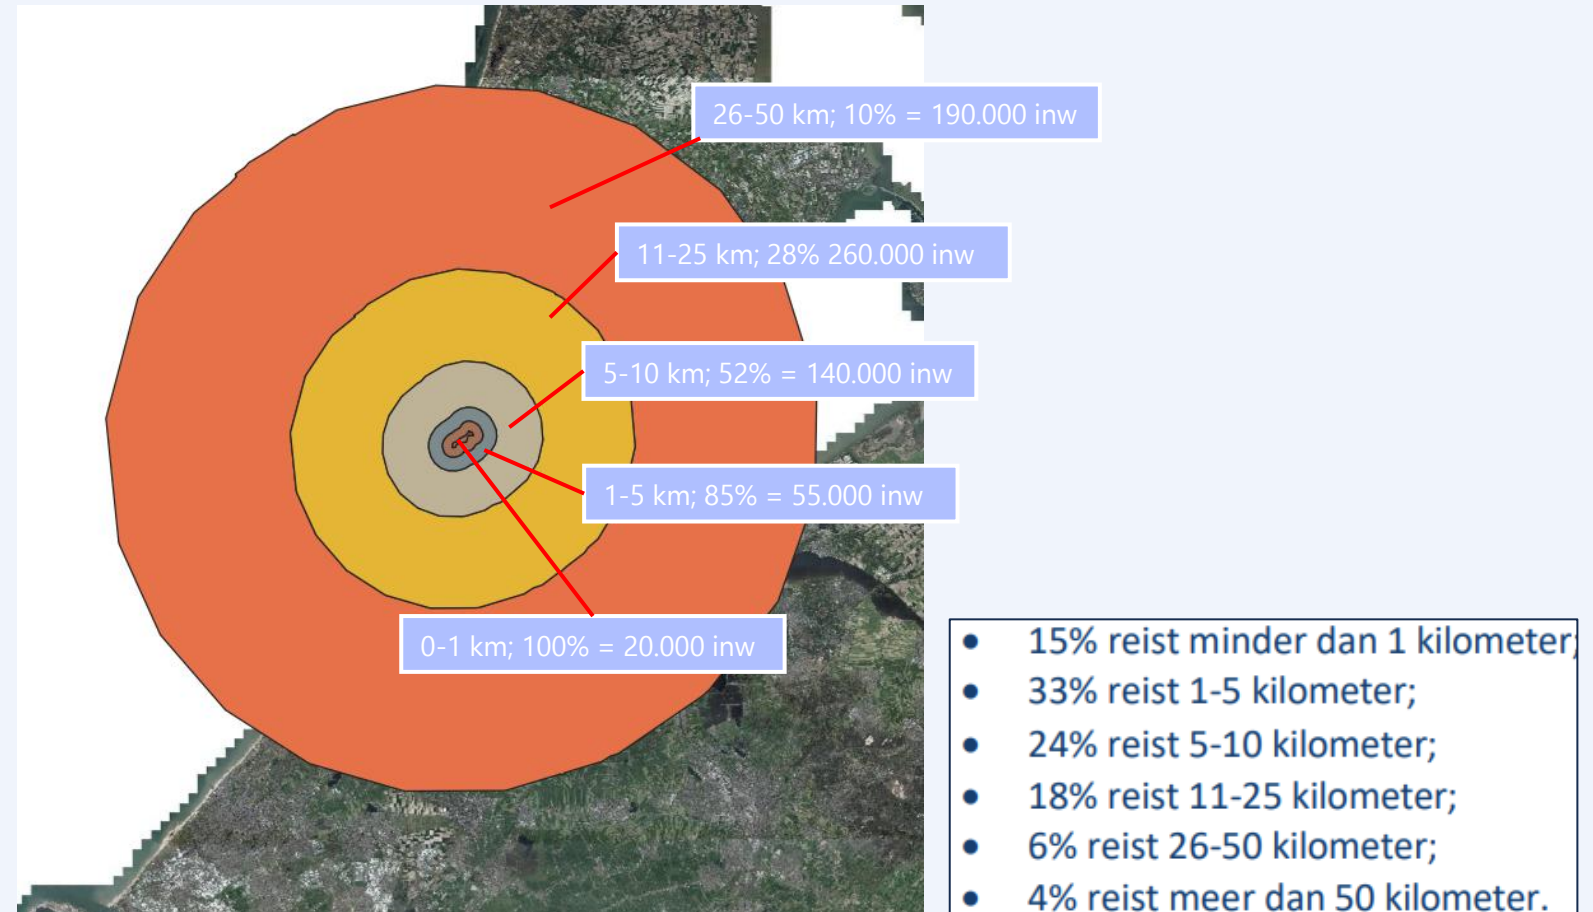 26-50 km; 10% = 190.000 inw
11-25 km; 28% 260.000 inw
5-10 km; 52% = 140.000 inw
1-5 km; 85% = 55.000 inw
0-1 km; 100% = 20.000 inw
• 15% reist minder dan 1 kilometer;
• 33% reist 1-5 kilometer;
• 24% reist 5-10 kilometer;
• 18% reist 11-25 kilometer;
• 6% reist 26-50 kilometer;
• 4% reist meer dan 50 kilometer.